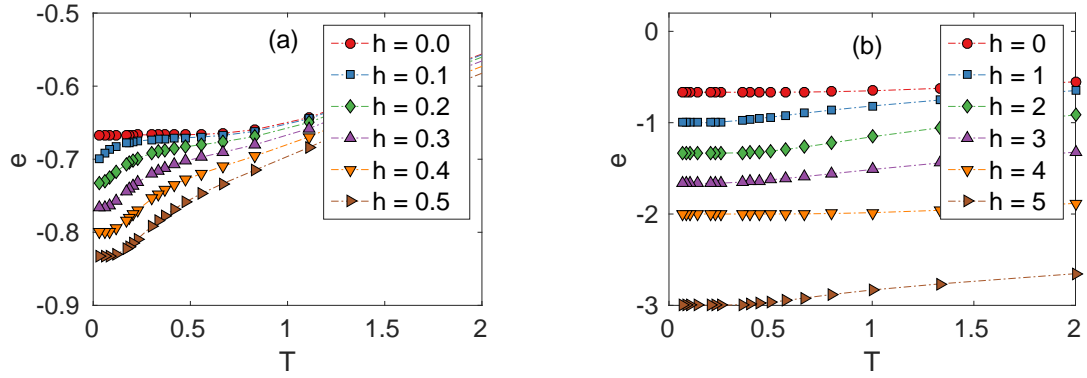 (a)
h = 0.0
h = 0.1
h = 0.2
h = 0.3
h = 0.4
h = 0.5
-0.5
-0.6
-0.7
-0.8
-0.9
e
0 0.5 1 1.5 2
T
(b)
h = 0
h = 1
h = 2
h = 3
h = 4
h = 5
0
-1
-2
-3
e
0 0.5 1 1.5 2
T